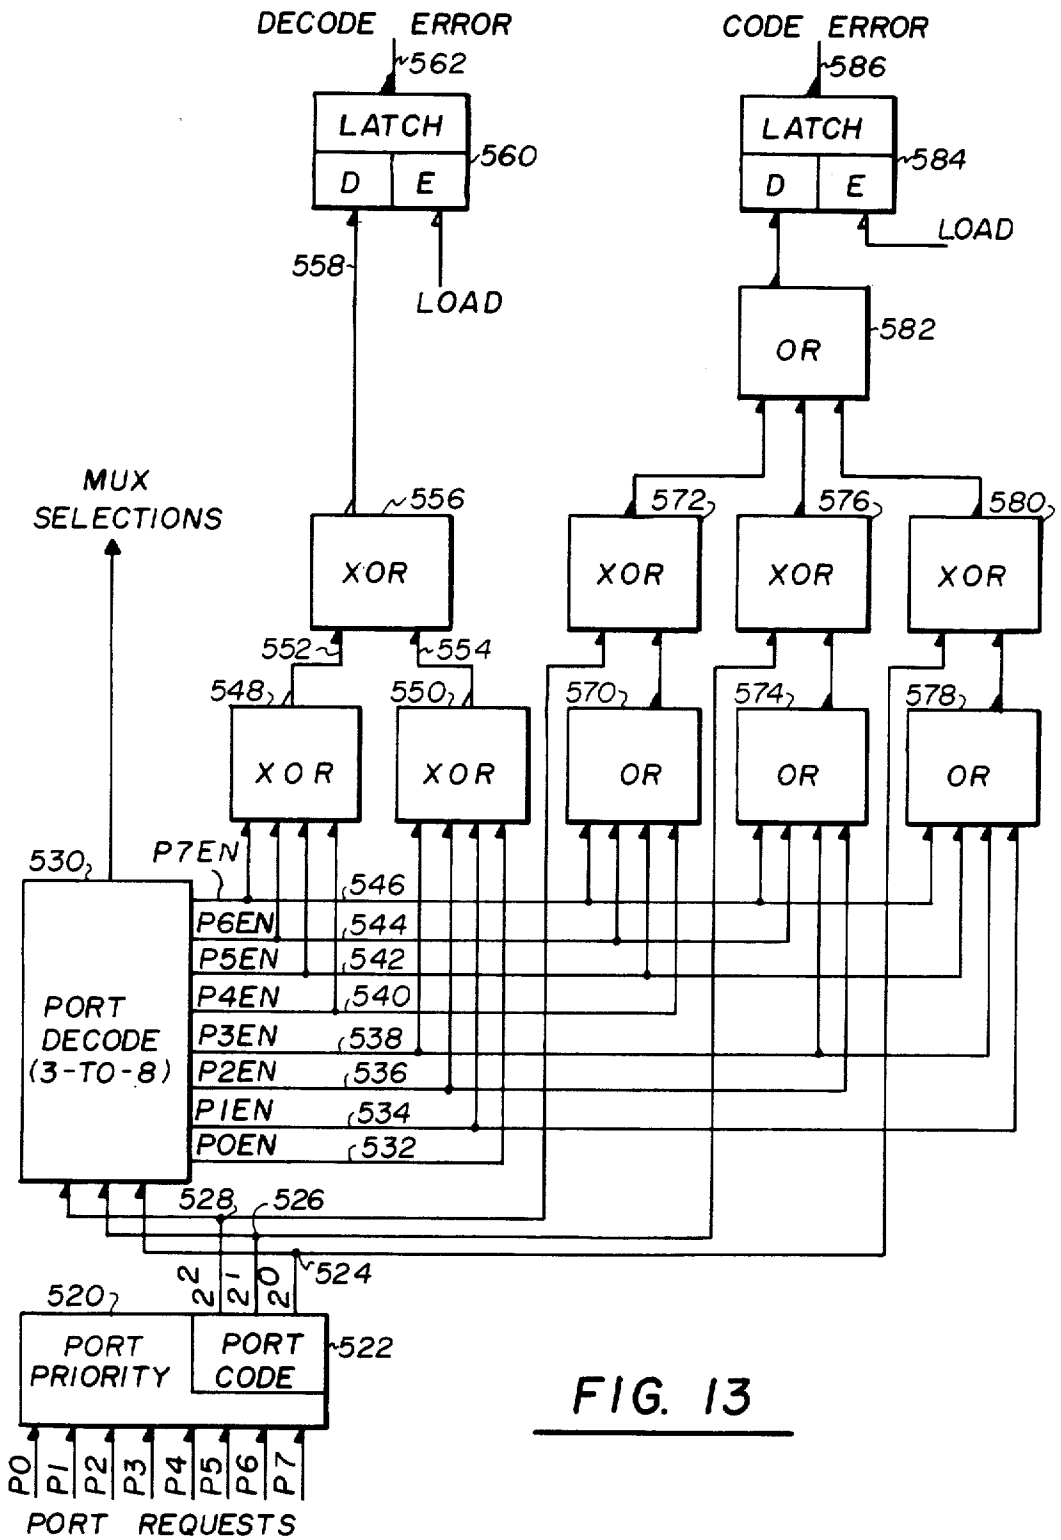 DECODE ERROR
CODE ERROR
562
586
LATCH
LATCH
560
584
D
E
D
E
LOAD
558
LOAD
582
OR
MUX
SELECTIONS
556
572
576
580
XOR
XOR
XOR
XOR
552
554
548
550
570
574
578
XOR
XOR
OR
OR
OR
530
P7EN
546
P6EN
544
P5EN
542
P4EN
540
P3EN
538
P2EN
536
P1EN
534
P0EN
532
PORT
DECODE
(3-TO-8)
528
526
524
2²
2¹
2⁰
520
522
PORT
PRIORITY
PORT
CODE
P0
P1
P2
P3
P4
P5
P6
P7
PORT REQUESTS
FIG. 13